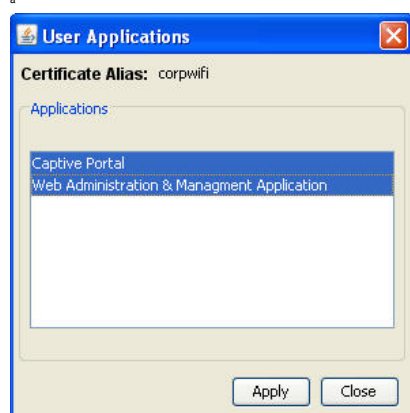 User Applications
Certificate Alias: corpwifi
Applications
Captive Portal
Web Administration & Managment Application
Apply Close